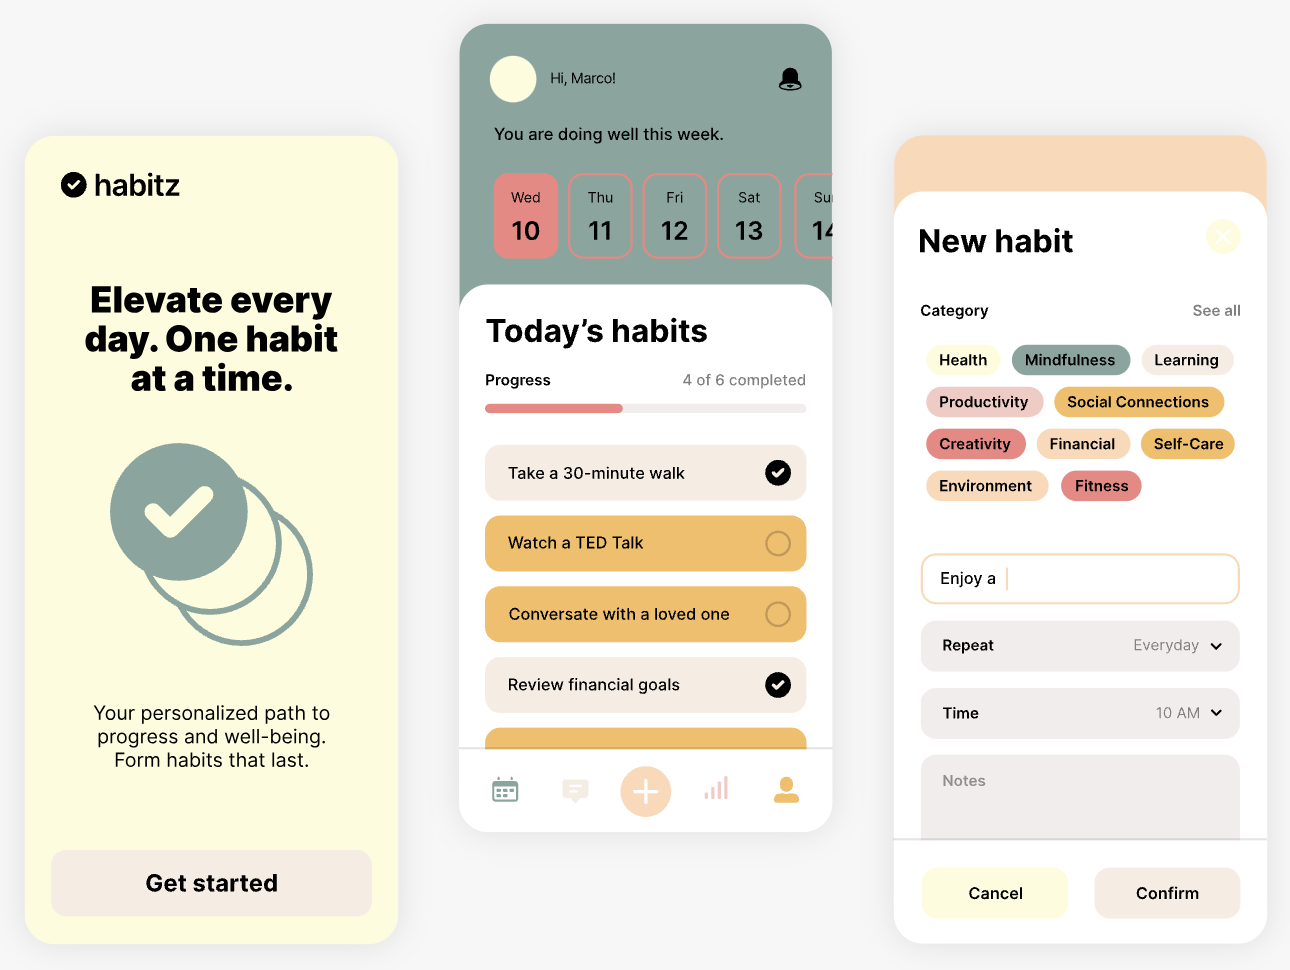 habitz
Elevate every
day. One habit
at a time.
Your personalized path to
progress and well-being.
Form habits that last.
Get started
Hi, Marco!
You are doing well this week.
Wed Thu Fri Sat Su
10 11 12 13 14
Today’s habits
Progress 4 of 6 completed
Take a 30-minute walk
Watch a TED Talk
Conversate with a loved one
Review financial goals
New habit
Category See all
Health Mindfulness Learning
Productivity Social Connections
Creativity Financial Self-Care
Environment Fitness
Enjoy a
Repeat Everyday
Time 10 AM
Notes
Cancel Confirm